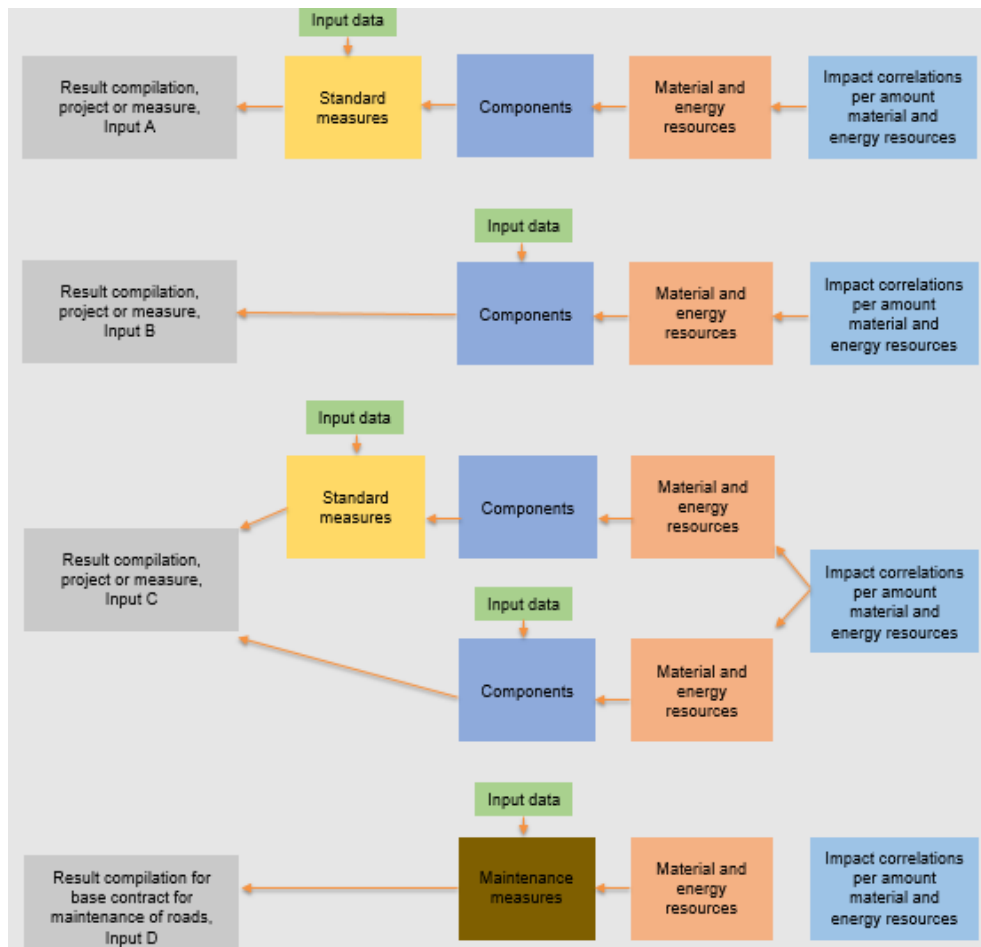 Input data
Result compilation,
project or measure,
Input A
Standard
measures
Components
Material and
energy
resources
Impact correlations
per amount
material and
energy resources
Input data
Result compilation,
project or measure,
Input B
Components
Material and
energy
resources
Impact correlations
per amount
material and
energy resources
Input data
Standard
measures
Components
Material and
energy
resources
Result compilation,
project or measure,
Input C
Impact correlations
per amount
material and
energy resources
Input data
Components
Material and
energy
resources
Input data
Result compilation for
base contract for
maintenance of roads,
Input D
Maintenance
measures
Material and
energy
resources
Impact correlations
per amount
material and
energy resources